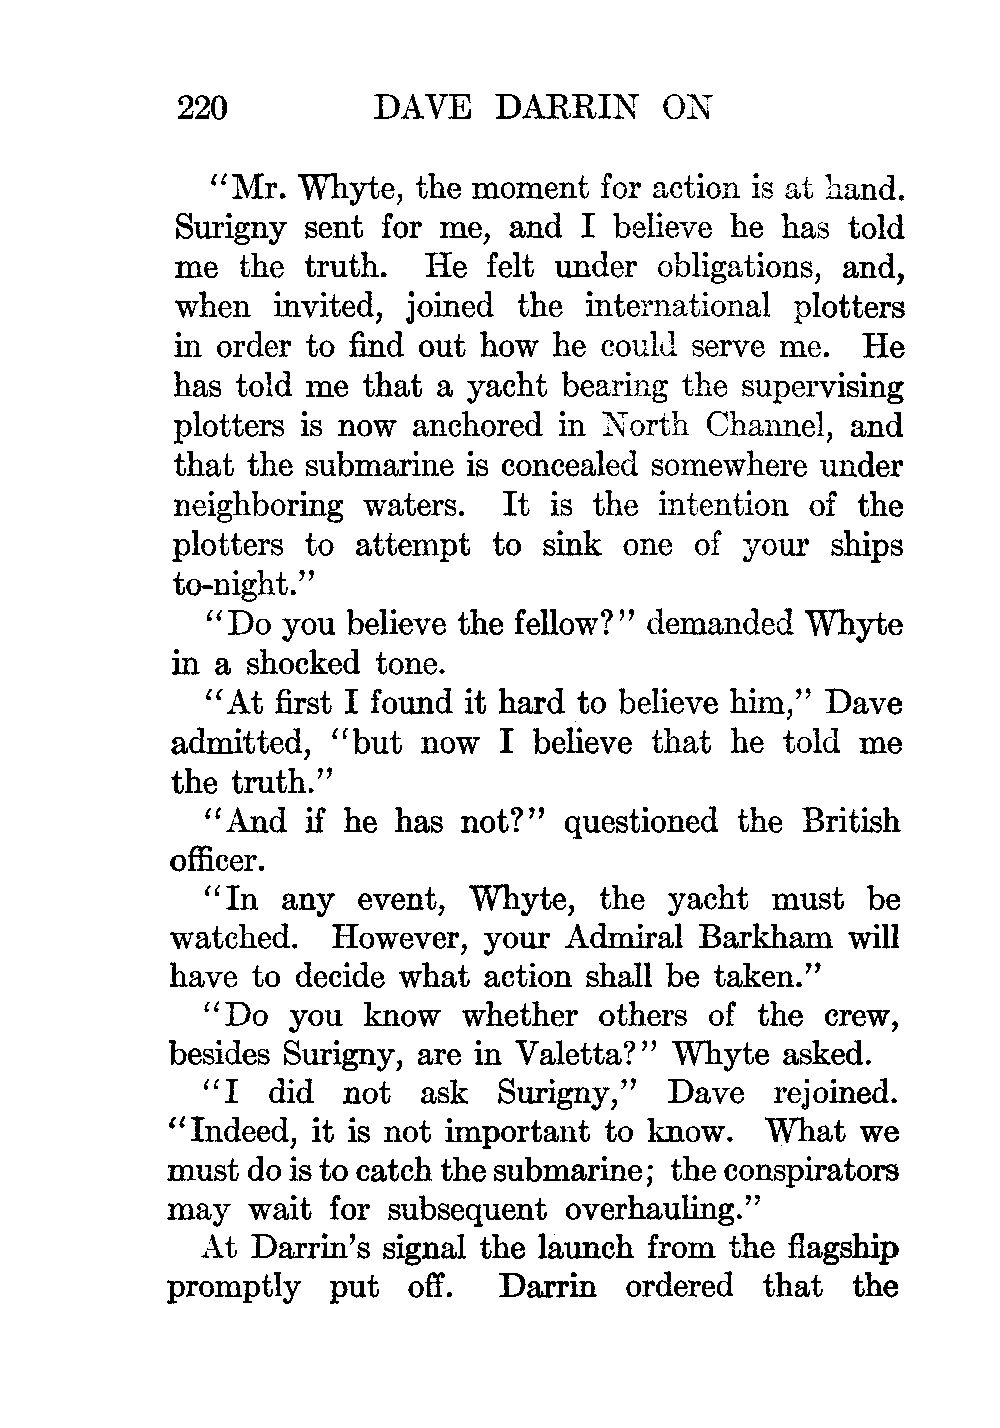 220 DAVE DARRIN ON
“Mr. Whyte, the moment for action is at hand.
Surigny sent for me, and I believe he has told
me the truth. He felt under obligations, and,
when invited, joined the international plotters
in order to find out how he could serve me. He
has told me that a yacht bearing the supervising
plotters is now anchored in North Channel, and
that the submarine is concealed somewhere under
neighboring waters. It is the intention of the
plotters to attempt to sink one of your ships
to-night.”
“Do you believe the fellow?” demanded Whyte
in a shocked tone.
“At first I found it hard to believe him,” Dave
admitted, “but now I believe that he told me
the truth.”
“And if he has not?” questioned the British
officer.
“In any event, Whyte, the yacht must be
watched. However, your Admiral Barkham will
have to decide what action shall be taken.”
“Do you know whether others of the crew,
besides Surigny, are in Valetta?” Whyte asked.
“I did not ask Surigny,” Dave rejoined.
“Indeed, it is not important to know. What we
must do is to catch the submarine; the conspirators
may wait for subsequent overhauling.”
At Darrin’s signal the launch from the flagship
promptly put off. Darrin ordered that the